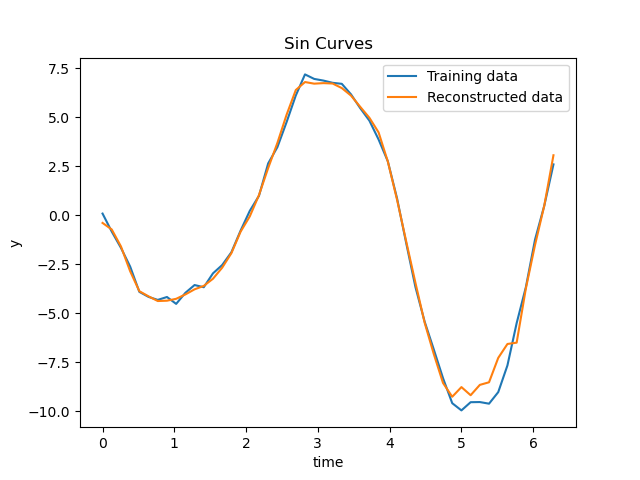 Sin Curves
Training data
Reconstructed data
7.5
5.0
2.5
0.0
−2.5
−5.0
−7.5
−10.0
y
0 1 2 3 4 5 6
time